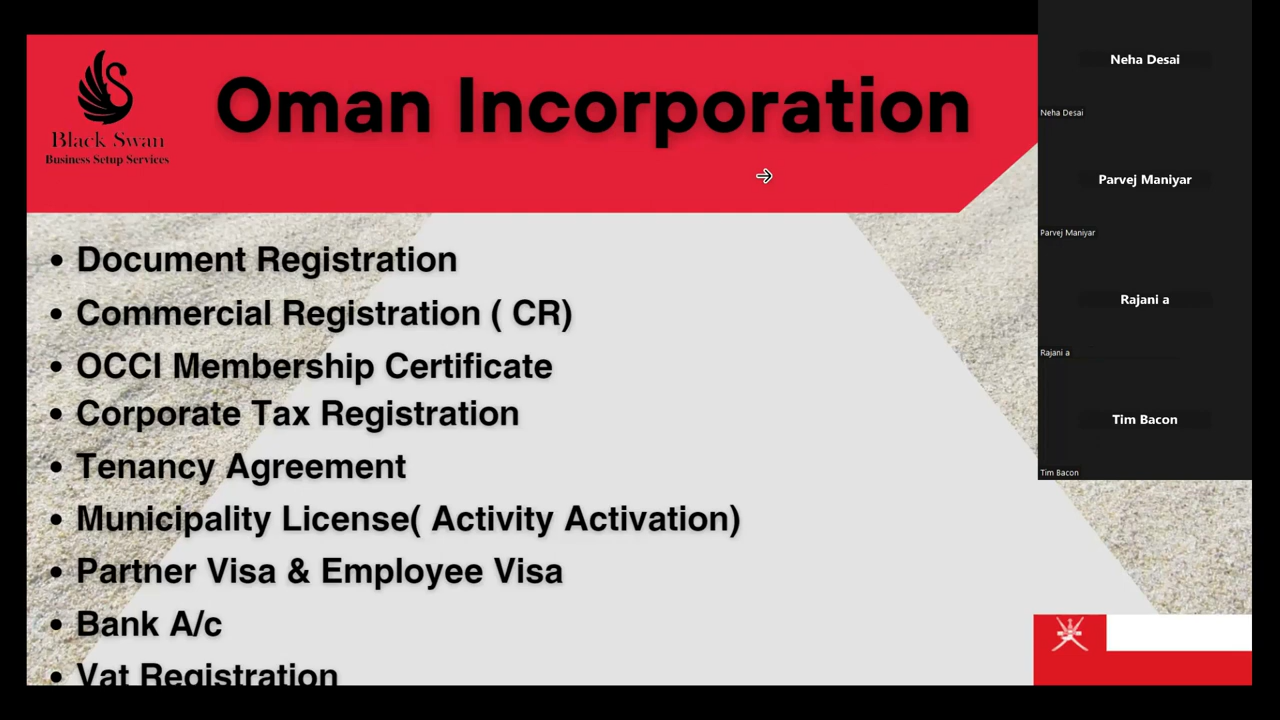 Black Swan
Business Setup Services
Oman Incorporation
• Document Registration
• Commercial Registration ( CR)
• OCCI Membership Certificate
• Corporate Tax Registration
• Tenancy Agreement
• Municipality License( Activity Activation)
• Partner Visa & Employee Visa
• Bank A/c
• Vat Registration
Neha Desai
Neha Desai
Parvej Maniyar
Parvej Maniyar
Rajani a
Rajani a
Tim Bacon
Tim Bacon